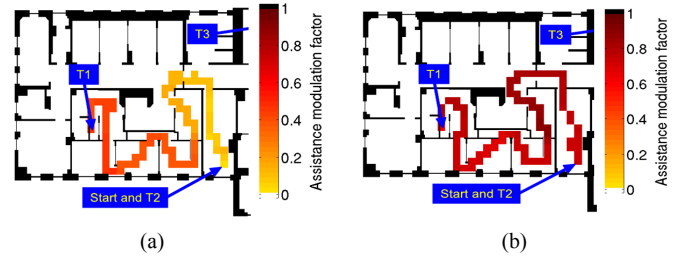 T3
T1
Start and T2
1
0.8
0.6
0.4
0.2
0
Assistance modulation factor
(a)
T3
T1
Start and T2
1
0.8
0.6
0.4
0.2
0
Assistance modulation factor
(b)